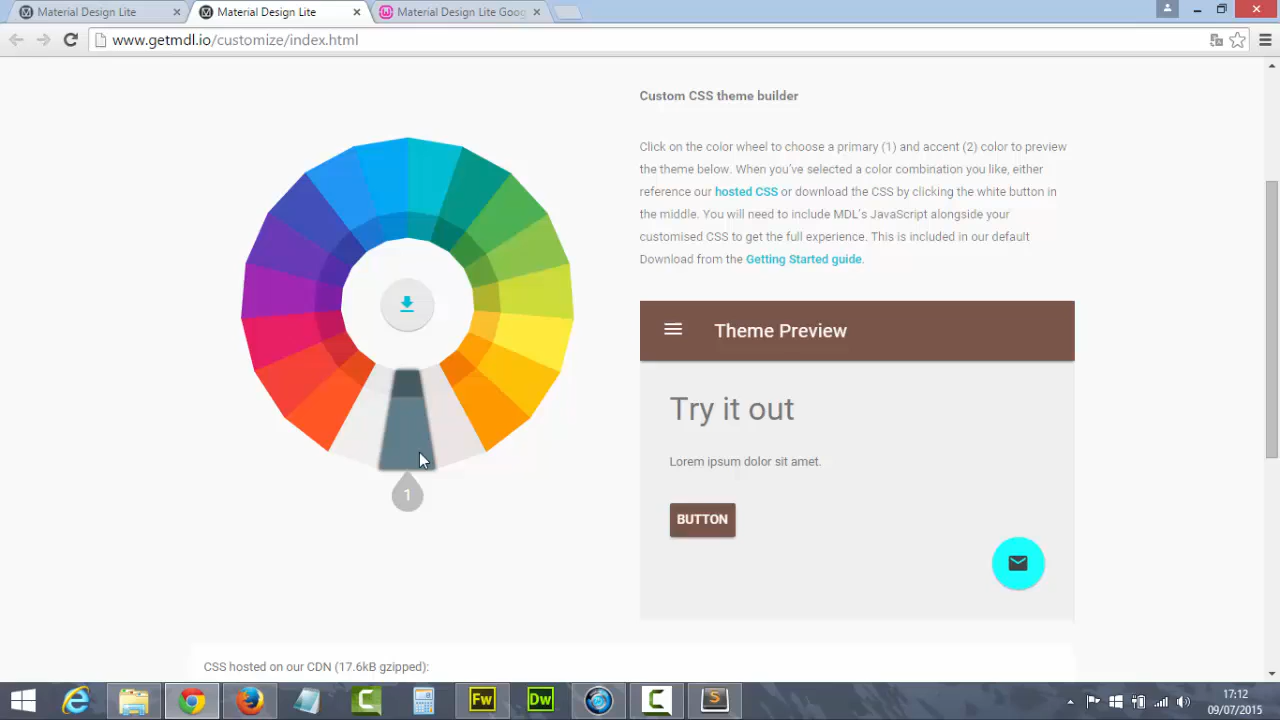 Material Design Lite
Material Design Lite
Material Design Lite Goo
www.getmdl.io/customize/index.html
Custom CSS theme builder
Click on the color wheel to choose a primary (1) and accent (2) color to preview
the theme below. When you've selected a color combination you like, either
reference our hosted CSS or download the CSS by clicking the white button in
the middle. You will need to include MDL's JavaScript alongside your
customised CSS to get the full experience. This is included in our default
Download from the Getting Started guide.
Theme Preview
Try it out
Lorem ipsum dolor sit amet.
BUTTON
1
CSS hosted on our CDN (17.6kB gzipped):
Fw
Dw
S
17:12
09/07/2015